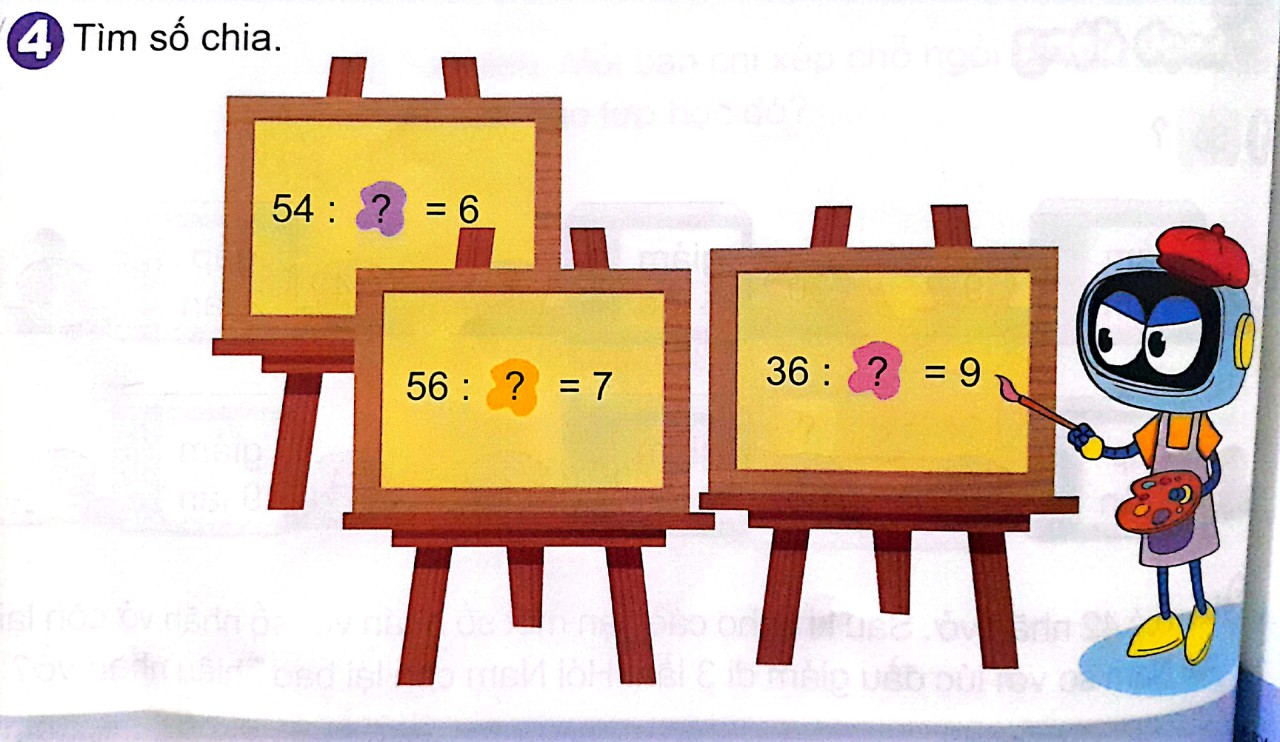 4 Tìm số chia.
54 : ? = 6
56 : ? = 7
36 : ? = 9